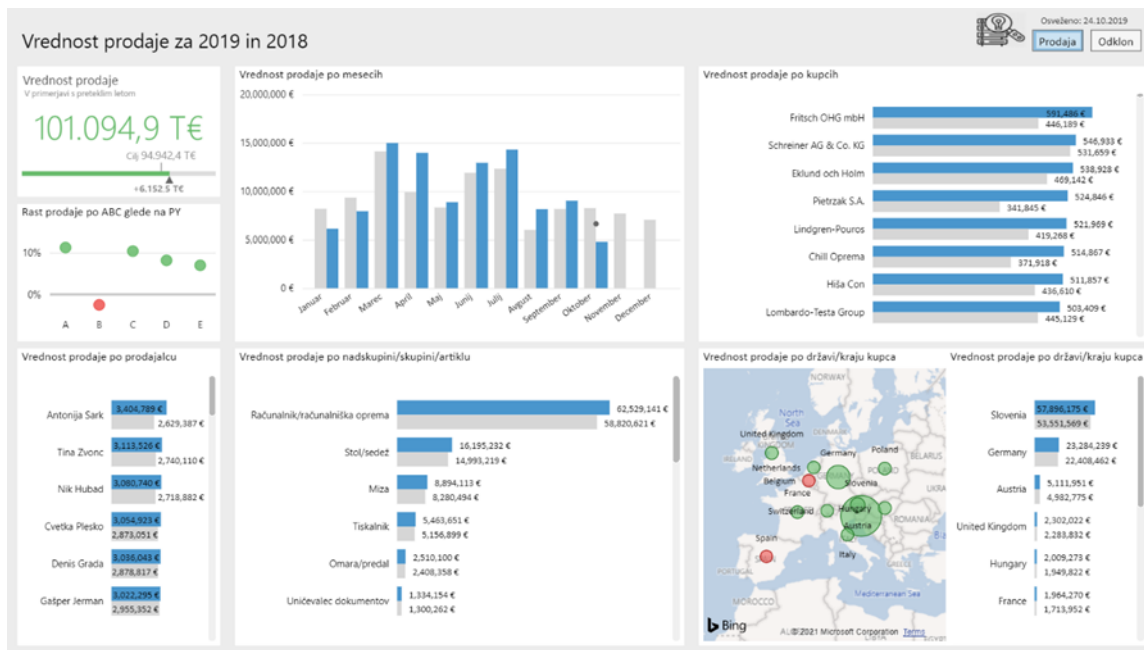 Vrednost prodaje za 2019 in 2018
Osveženo: 24.10.2019
Prodaja
Odklon
Vrednost prodaje
V primerjavi s preteklim letom
101.094,9 T€
Cilj 94.942,4 T€
+6.152,5 T€
Rast prodaje po ABC glede na PY
10%
0%
A B C D E
Vrednost prodaje po mesecih
20,000,000 €
15,000,000 €
10,000,000 €
5,000,000 €
0 €
Januar Februar Marec April Maj Junij Julij Avgust September Oktober November December
Vrednost prodaje po kupcih
Fritsch OHG mbH
591,486 €
446,189 €
Schreiner AG & Co. KG
546,933 €
531,659 €
Eklund och Holm
538,928 €
469,142 €
Pietrzak S.A.
524,846 €
341,845 €
Lindgren-Pouros
521,969 €
419,268 €
Chill Oprema
514,867 €
371,918 €
Hiša Con
511,857 €
436,610 €
Lombardo-Testa Group
503,409 €
445,129 €
Vrednost prodaje po prodajalcu
Antonija Šark
3,404,789 €
2,629,387 €
Tina Zvonc
3,113,526 €
2,740,110 €
Nik Hubad
3,080,740 €
2,718,882 €
Cvetka Plesko
3,054,923 €
2,873,051 €
Denis Grada
3,036,043 €
2,878,817 €
Gašper Jerman
3,022,295 €
2,955,352 €
Vrednost prodaje po nadskupini/skupini/artiklu
Računalnik/računalniška oprema
62,529,141 €
58,820,621 €
Stol/sedež
16,195,232 €
14,993,219 €
Miza
8,894,113 €
8,280,494 €
Tiskalnik
5,463,651 €
5,156,899 €
Omara/predal
2,510,100 €
2,408,358 €
Uničevalec dokumentov
1,334,154 €
1,300,262 €
Vrednost prodaje po državi/kraju kupca
NORWAY
North
Sea
United Kingdom
DENMARK
IRELAND
Germany
Poland
BELARUS
Netherlands
Belgium
Slovenia
France
UKRA
Switzerland
Hungary
Austria
ROMANIA
Spain
Italy
PORTUGAL
GREECE
Mediterranean Sea
MOROCCO
Bing
© 2021 Microsoft Corporation Terms
Vrednost prodaje po državi/kraju kupca
Slovenia
57,896,175 €
53,551,569 €
Germany
23,284,239 €
22,408,462 €
Austria
5,111,951 €
4,982,775 €
United Kingdom
2,302,022 €
2,283,832 €
Hungary
2,009,273 €
1,949,822 €
France
1,964,270 €
1,713,952 €